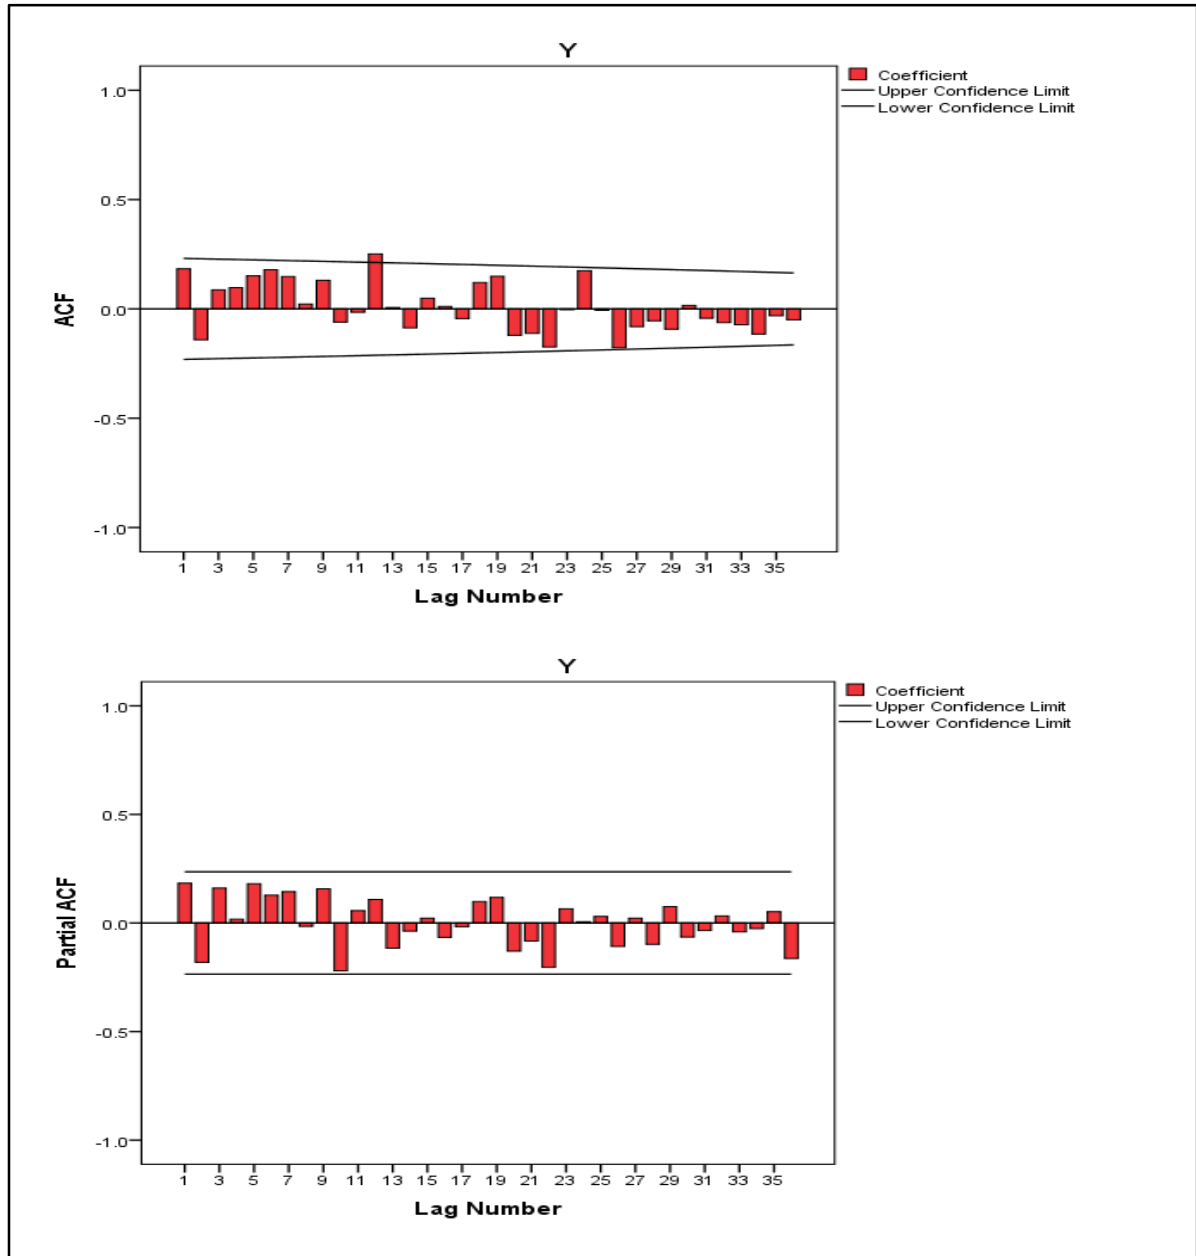 Y
Coefficient
Upper Confidence Limit
Lower Confidence Limit
1.0
0.5
0.0
-0.5
-1.0
ACF
1 3 5 7 9 11 13 15 17 19 21 23 25 27 29 31 33 35
Lag Number
Y
Coefficient
Upper Confidence Limit
Lower Confidence Limit
1.0
0.5
0.0
-0.5
-1.0
Partial ACF
1 3 5 7 9 11 13 15 17 19 21 23 25 27 29 31 33 35
Lag Number